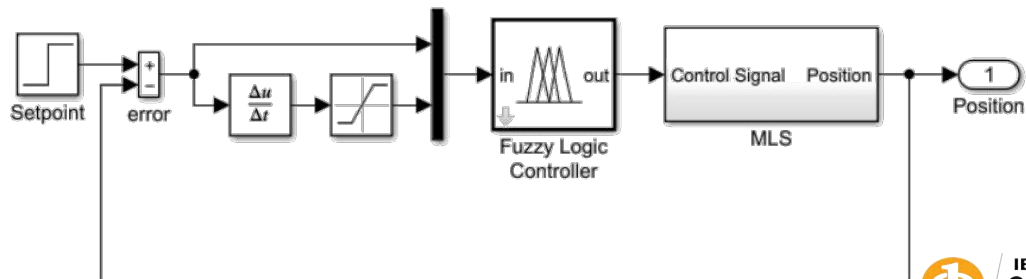 +
−
Setpoint
error
Δu
Δt
in
out
Fuzzy Logic
Controller
Control Signal
Position
MLS
1
Position